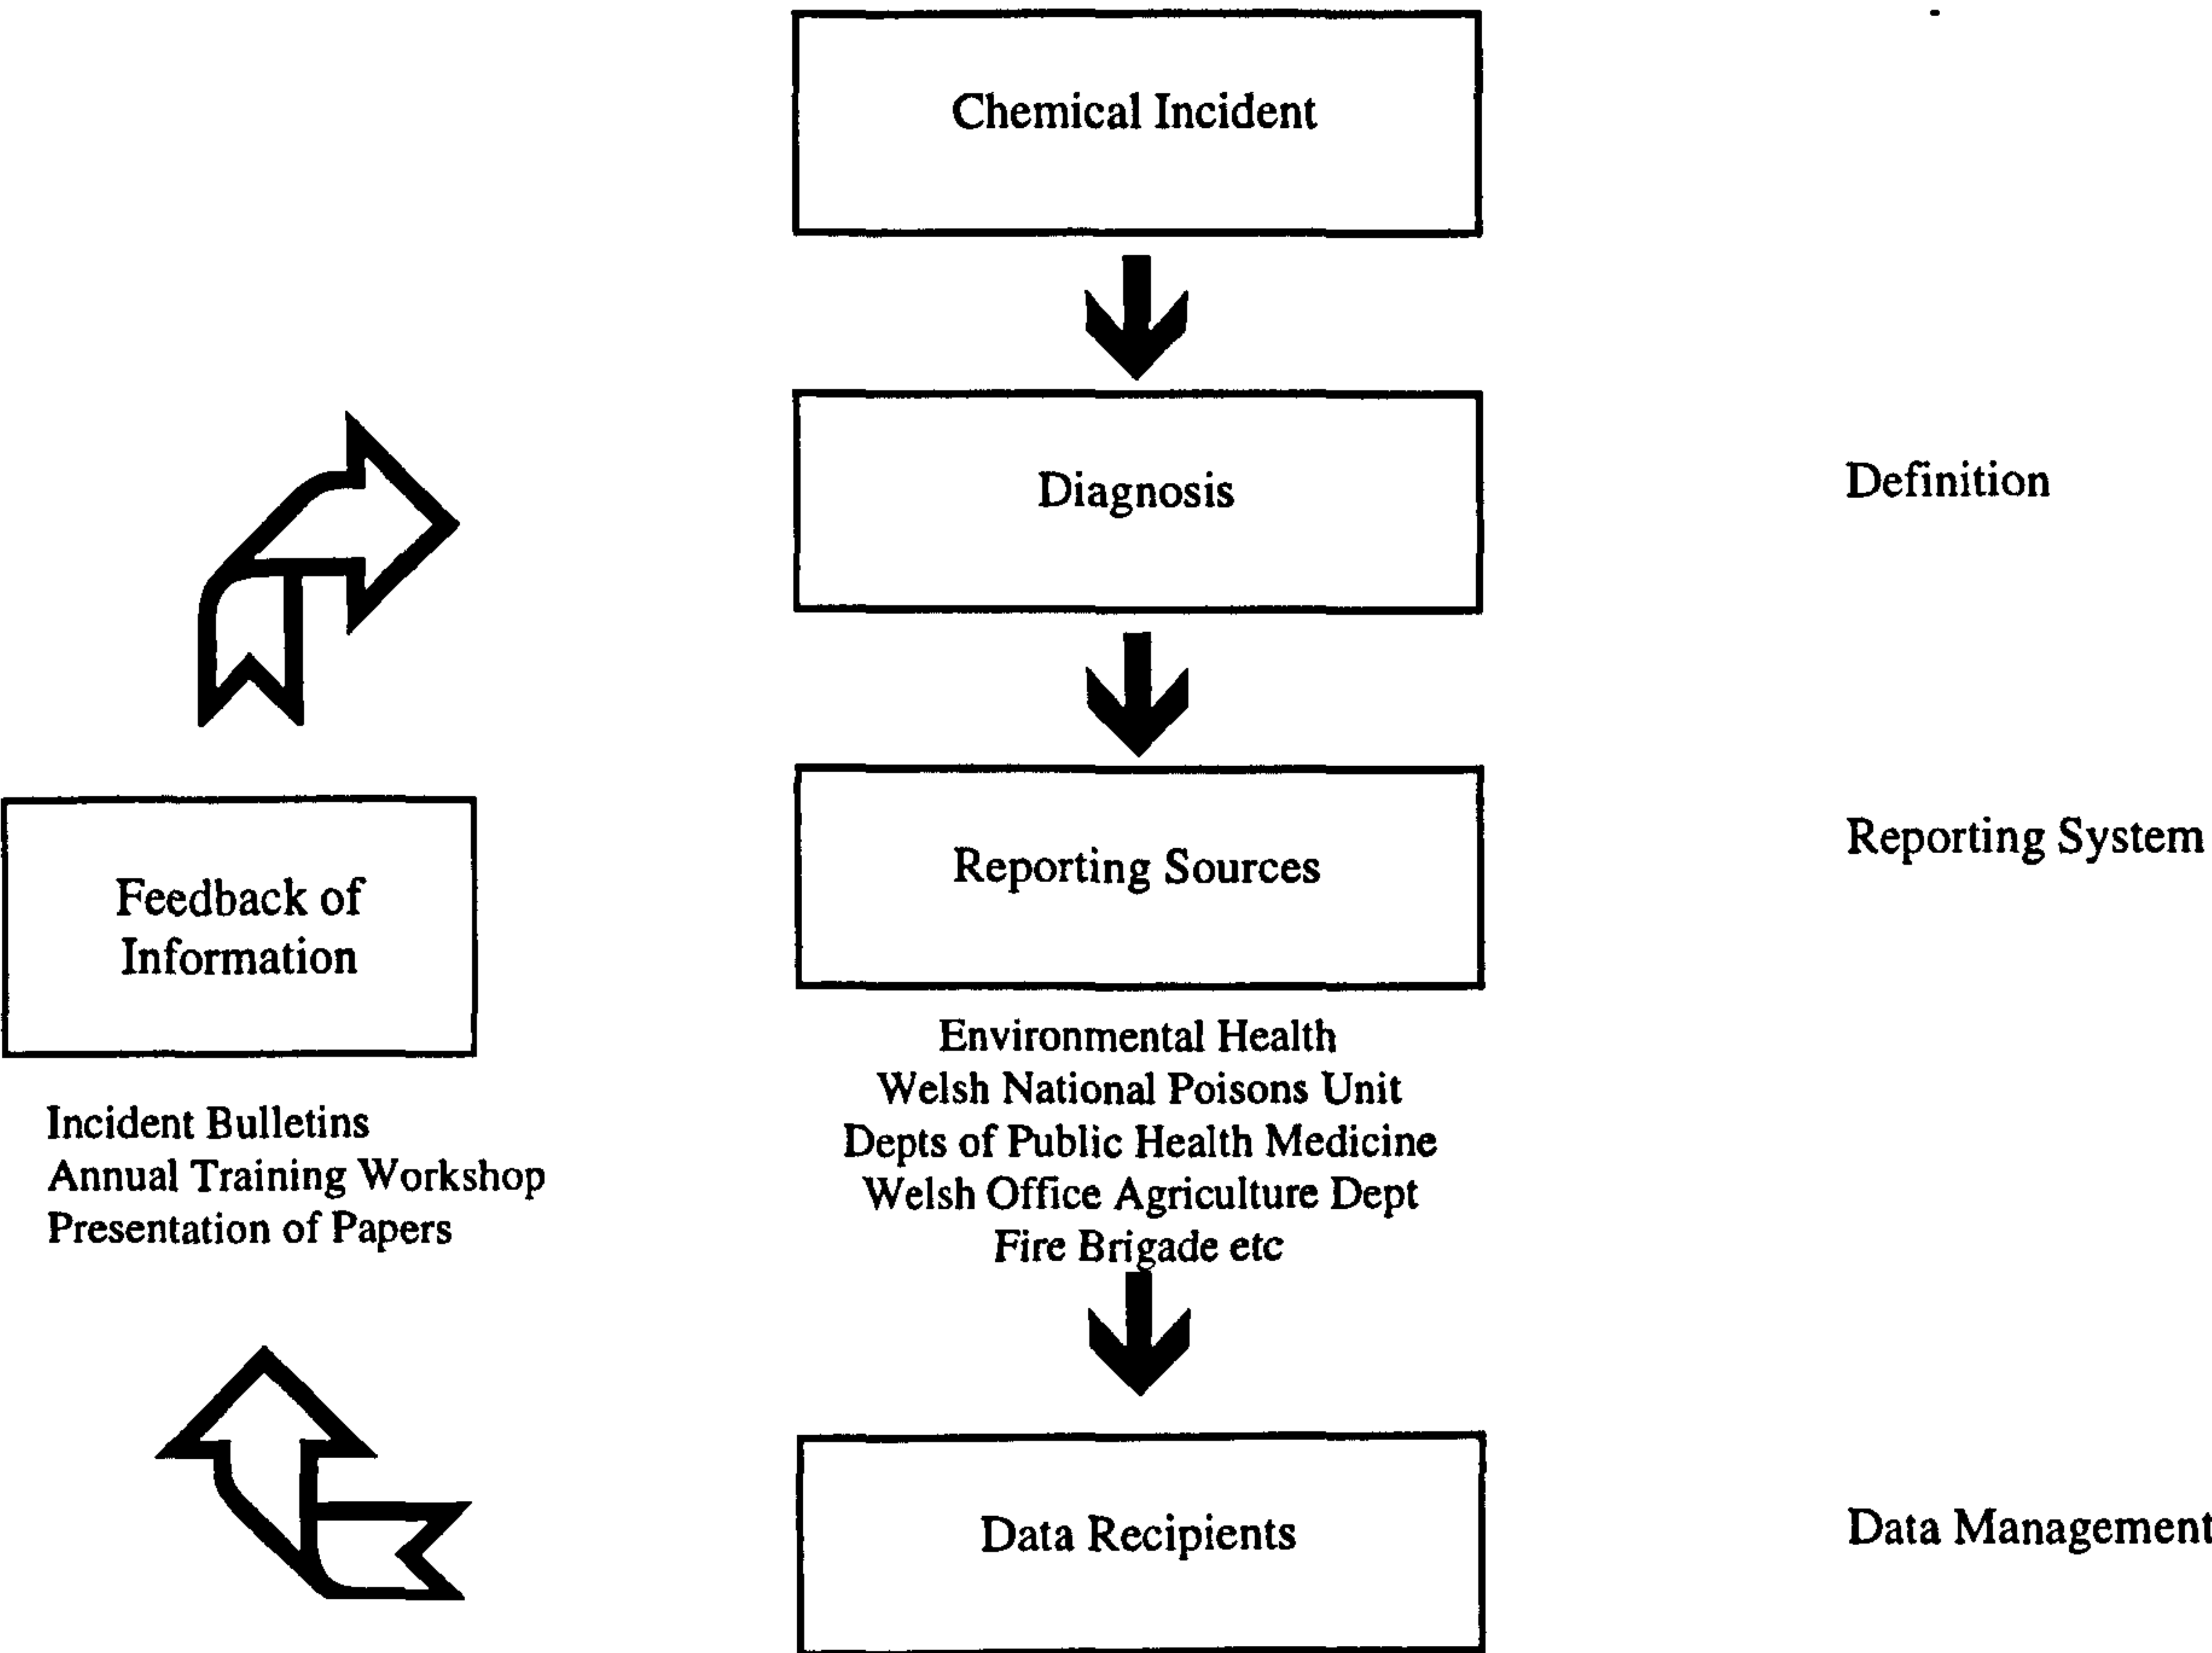 Chemical Incident
Diagnosis
Definition
Reporting Sources
Reporting System
Feedback of
Information
Environmental Health
Welsh National Poisons Unit
Depts of Public Health Medicine
Welsh Office Agriculture Dept
Fire Brigade etc
Incident Bulletins
Annual Training Workshop
Presentation of Papers
Data Recipients
Data Management